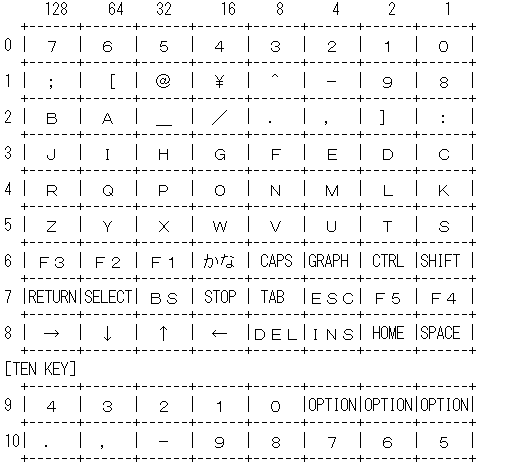 128 64 32 16 8 4 2 1
+------+------+------+------+------+------+------+------+
0| 7 | 6 | 5 | 4 | 3 | 2 | 1 | 0 |
+------+------+------+------+------+------+------+------+
1| ; | [ | @ | ¥ | ^ | - | 9 | 8 |
+------+------+------+------+------+------+------+------+
2| B | A | _ | / | . | , | ] | : |
+------+------+------+------+------+------+------+------+
3| J | I | H | G | F | E | D | C |
+------+------+------+------+------+------+------+------+
4| R | Q | P | O | N | M | L | K |
+------+------+------+------+------+------+------+------+
5| Z | Y | X | W | V | U | T | S |
+------+------+------+------+------+------+------+------+
6| F3 | F2 | F1 | かな | CAPS |GRAPH | CTRL |SHIFT |
+------+------+------+------+------+------+------+------+
7|RETURN|SELECT| BS | STOP | TAB | ESC | F5 | F4 |
+------+------+------+------+------+------+------+------+
8| → | ↓ | ↑ | ← | DEL | INS | HOME |SPACE |
+------+------+------+------+------+------+------+------+
[TEN KEY]
+------+------+------+------+------+------+------+------+
9| 4 | 3 | 2 | 1 | 0 |OPTION|OPTION|OPTION|
+------+------+------+------+------+------+------+------+
10| . | , | - | 9 | 8 | 7 | 6 | 5 |
+------+------+------+------+------+------+------+------+